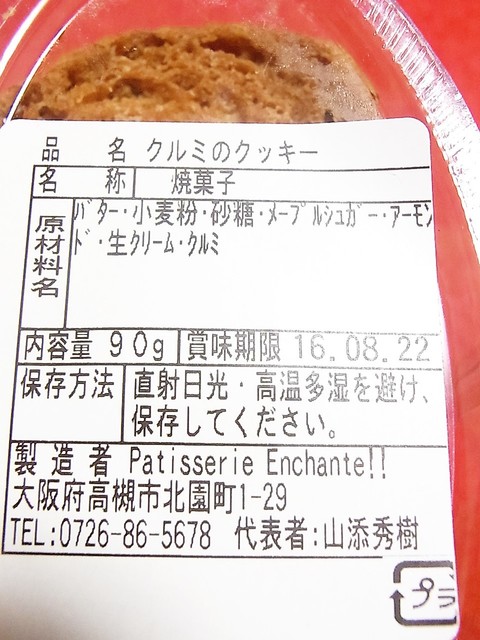 品 名 クルミのクッキー
名 称 焼菓子
原材料名 バター・小麦粉・砂糖・メープルシュガー・アーモン
ド・生クリーム・クルミ
内容量 90g 賞味期限 16.08.22
保存方法 直射日光・高温多湿を避け、
保存してください。
製造者 Patisserie Enchante!!
大阪府高槻市北園町1-29
TEL:0726-86-5678 代表者:山添秀樹
プラ